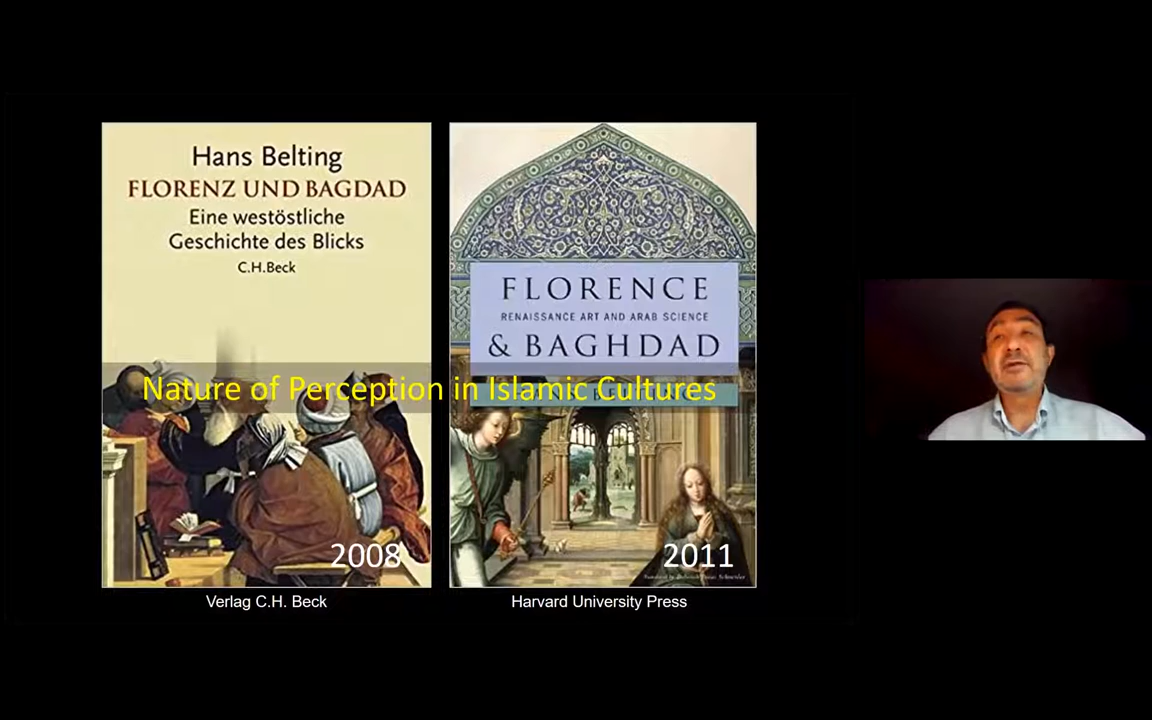 Hans Belting
FLORENZ UND BAGDAD
Eine westöstliche
Geschichte des Blicks
C.H.Beck
FLORENCE
RENAISSANCE ART AND ARAB SCIENCE
& BAGHDAD
Nature of Perception in Islamic Cultures
2008
2011
Verlag C.H. Beck
Harvard University Press